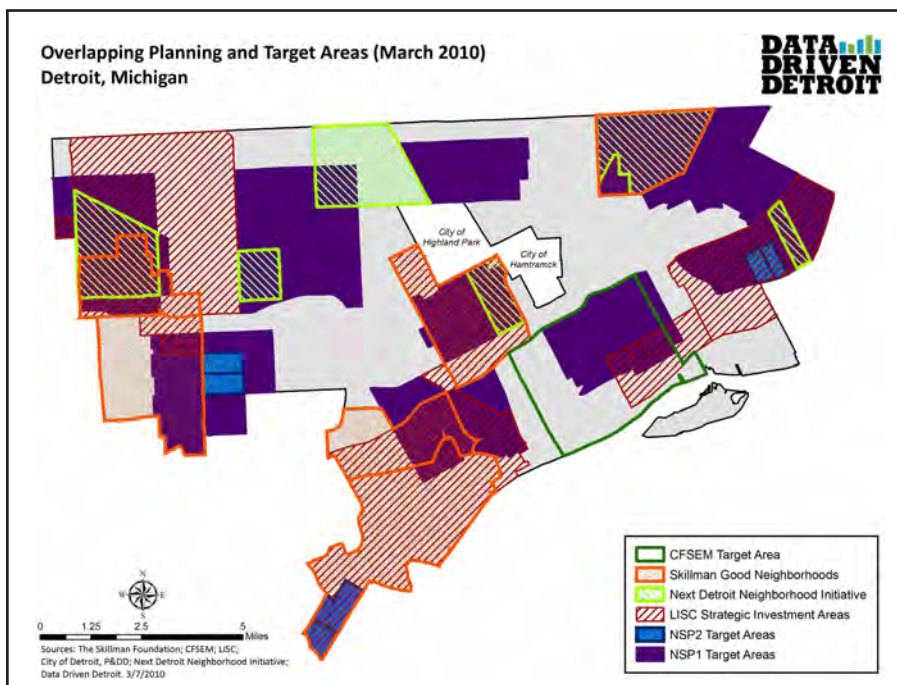 Overlapping Planning and Target Areas (March 2010)
Detroit, Michigan
DATA
DRIVEN
DETROIT
City of
Highland Park
City of
Hamtramck
CFSEM Target Area
Skillman Good Neighborhoods
Next Detroit Neighborhood Initiative
LISC Strategic Investment Areas
NSP2 Target Areas
NSP1 Target Areas
N
W E
S
0 1.25 2.5 5
Miles
Sources: The Skillman Foundation; CFSEM; LISC;
City of Detroit, P&DD; Next Detroit Neighborhood Initiative;
Data Driven Detroit. 3/7/2010